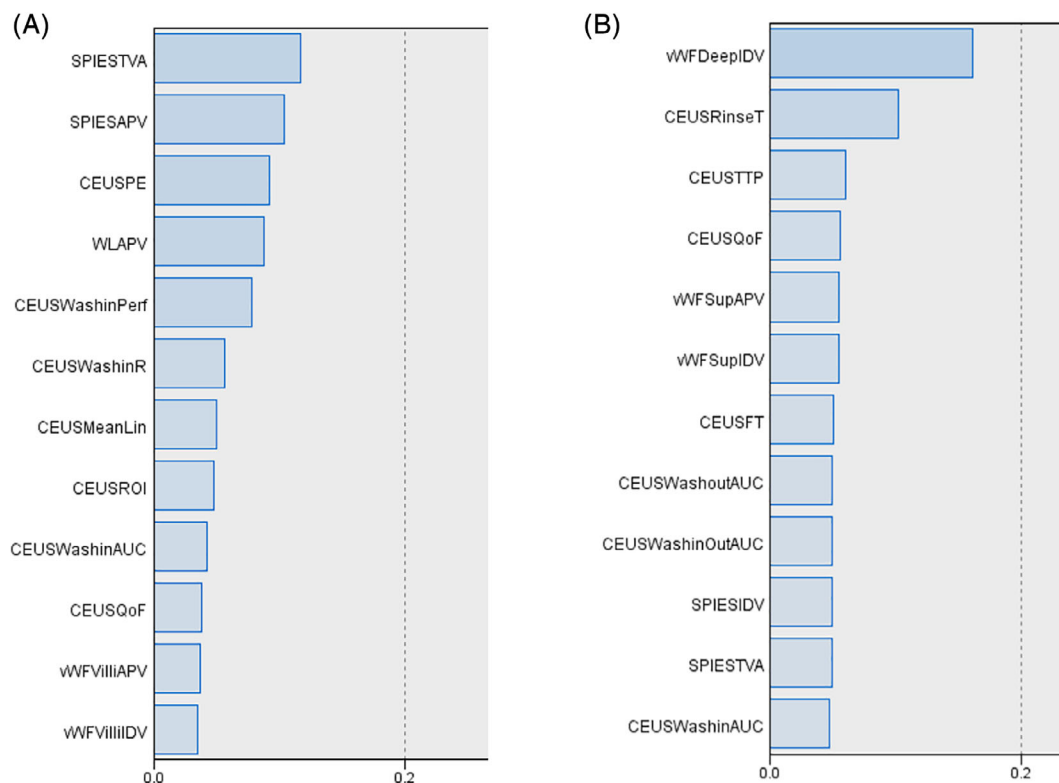 (A)
SPIESTVA
SPIESAPV
CEUSPE
WLAPV
CEUSWashinPerf
CEUSWashinR
CEUSMeanLin
CEUSROI
CEUSWashinAUC
CEUSQoF
vWFVilliAPV
vWFVilliIDV
0.0
0.2
(B)
vWFDeepIDV
CEUSRinseT
CEUSTTP
CEUSQoF
vWFSupAPV
vWFSupIDV
CEUSFT
CEUSWashoutAUC
CEUSWashinOutAUC
SPIESIDV
SPIESTVA
CEUSWashinAUC
0.0
0.2